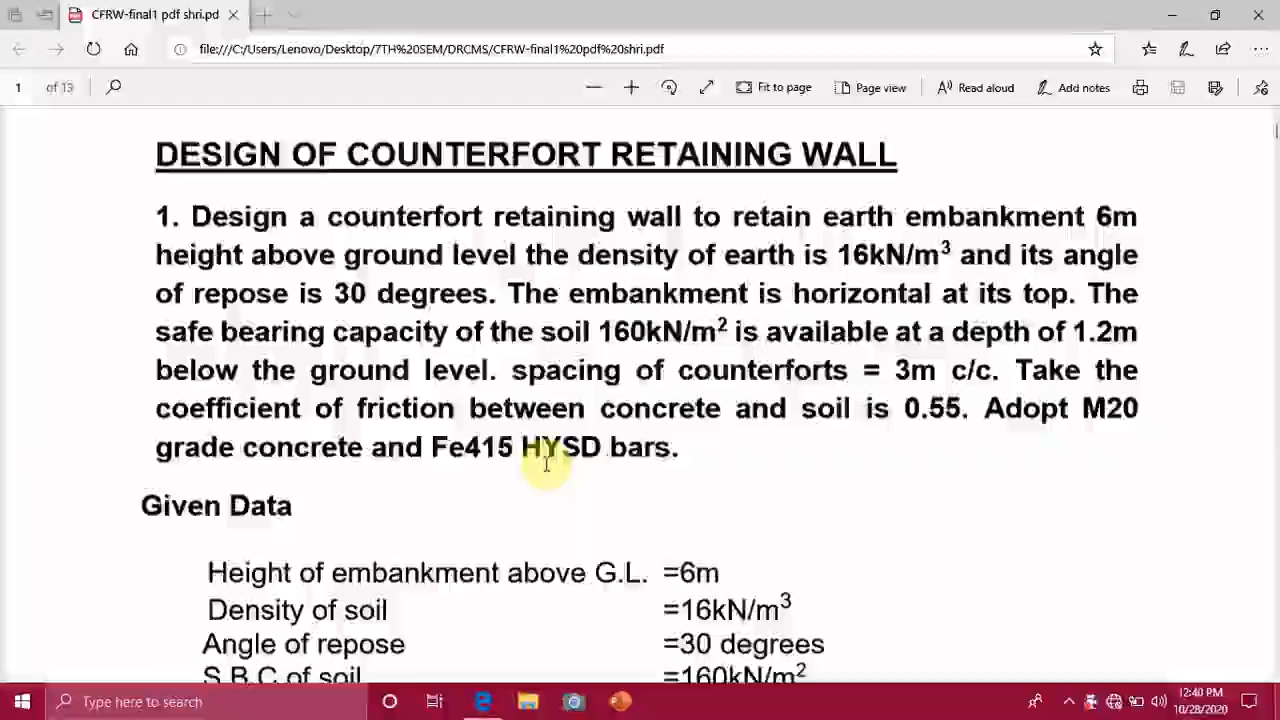 CFRW-final1 pdf shri.pd
file:///C:/Users/Lenovo/Desktop/7TH%20SEM/DRCMS/CFRW-final1%20pdf%20shri.pdf
1 of 13 Fit to page Page view Read aloud Add notes
DESIGN OF COUNTERFORT RETAINING WALL
1. Design a counterfort retaining wall to retain earth embankment 6m
height above ground level the density of earth is 16kN/m³ and its angle
of repose is 30 degrees. The embankment is horizontal at its top. The
safe bearing capacity of the soil 160kN/m² is available at a depth of 1.2m
below the ground level. spacing of counterforts = 3m c/c. Take the
coefficient of friction between concrete and soil is 0.55. Adopt M20
grade concrete and Fe415 HYSD bars.
Given Data
Height of embankment above G.L. =6m
Density of soil =16kN/m³
Angle of repose =30 degrees
S.B.C of soil =160kN/m²
Type here to search
12:40 PM
10/28/2020